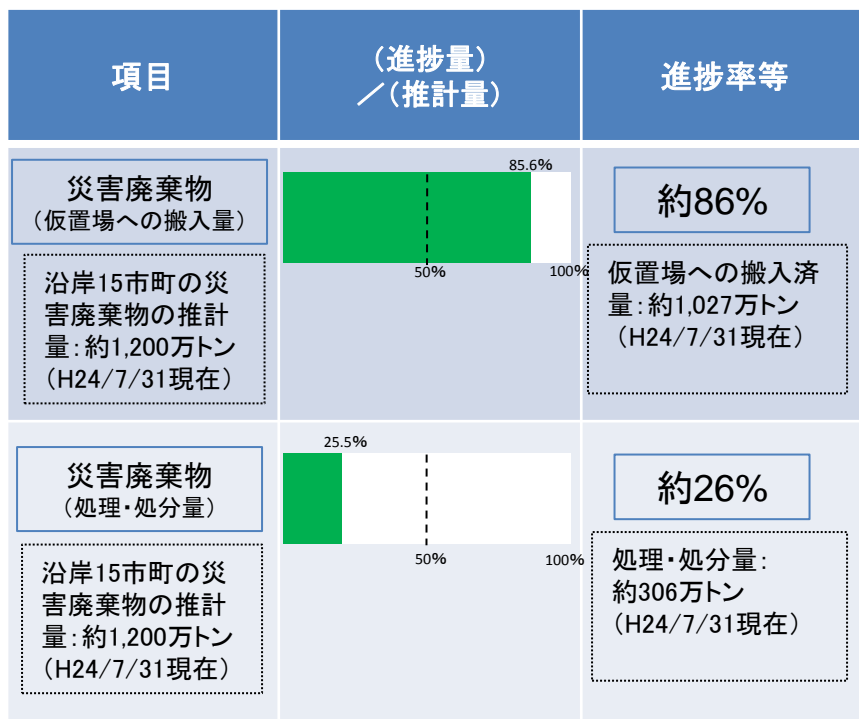 項目
（進捗量）
／（推計量）
進捗率等
災害廃棄物
（仮置場への搬入量）
沿岸15市町の災
害廃棄物の推計
量：約1,200万トン
（H24/7/31現在）
85.6%
50%
100%
約86%
仮置場への搬入済
量：約1,027万トン
（H24/7/31現在）
災害廃棄物
（処理・処分量）
沿岸15市町の災
害廃棄物の推計
量：約1,200万トン
（H24/7/31現在）
25.5%
50%
100%
約26%
処理・処分量：
約306万トン
（H24/7/31現在）